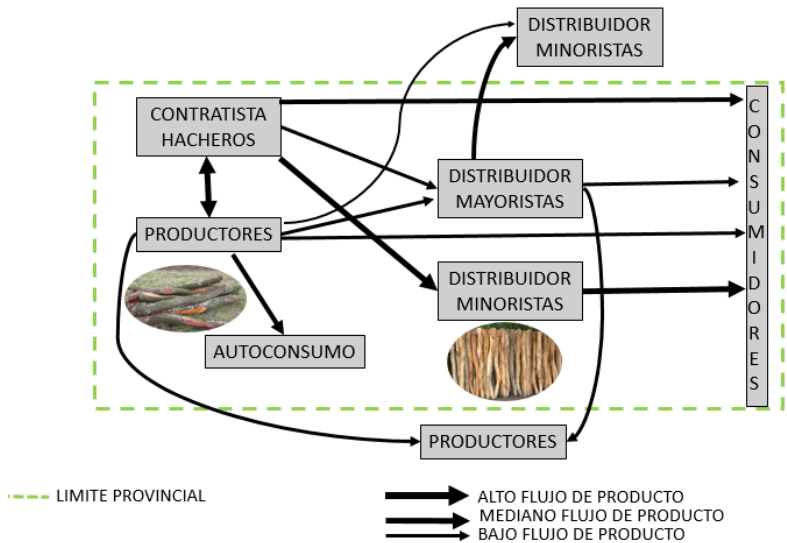 DISTRIBUIDOR
MINORISTAS
CONTRATISTA
HACHEROS
DISTRIBUIDOR
MAYORISTAS
PRODUCTORES
DISTRIBUIDOR
MINORISTAS
AUTOCONSUMO
CONSUMIDORES
PRODUCTORES
LIMITE PROVINCIAL
ALTO FLUJO DE PRODUCTO
MEDIANO FLUJO DE PRODUCTO
BAJO FLUJO DE PRODUCTO